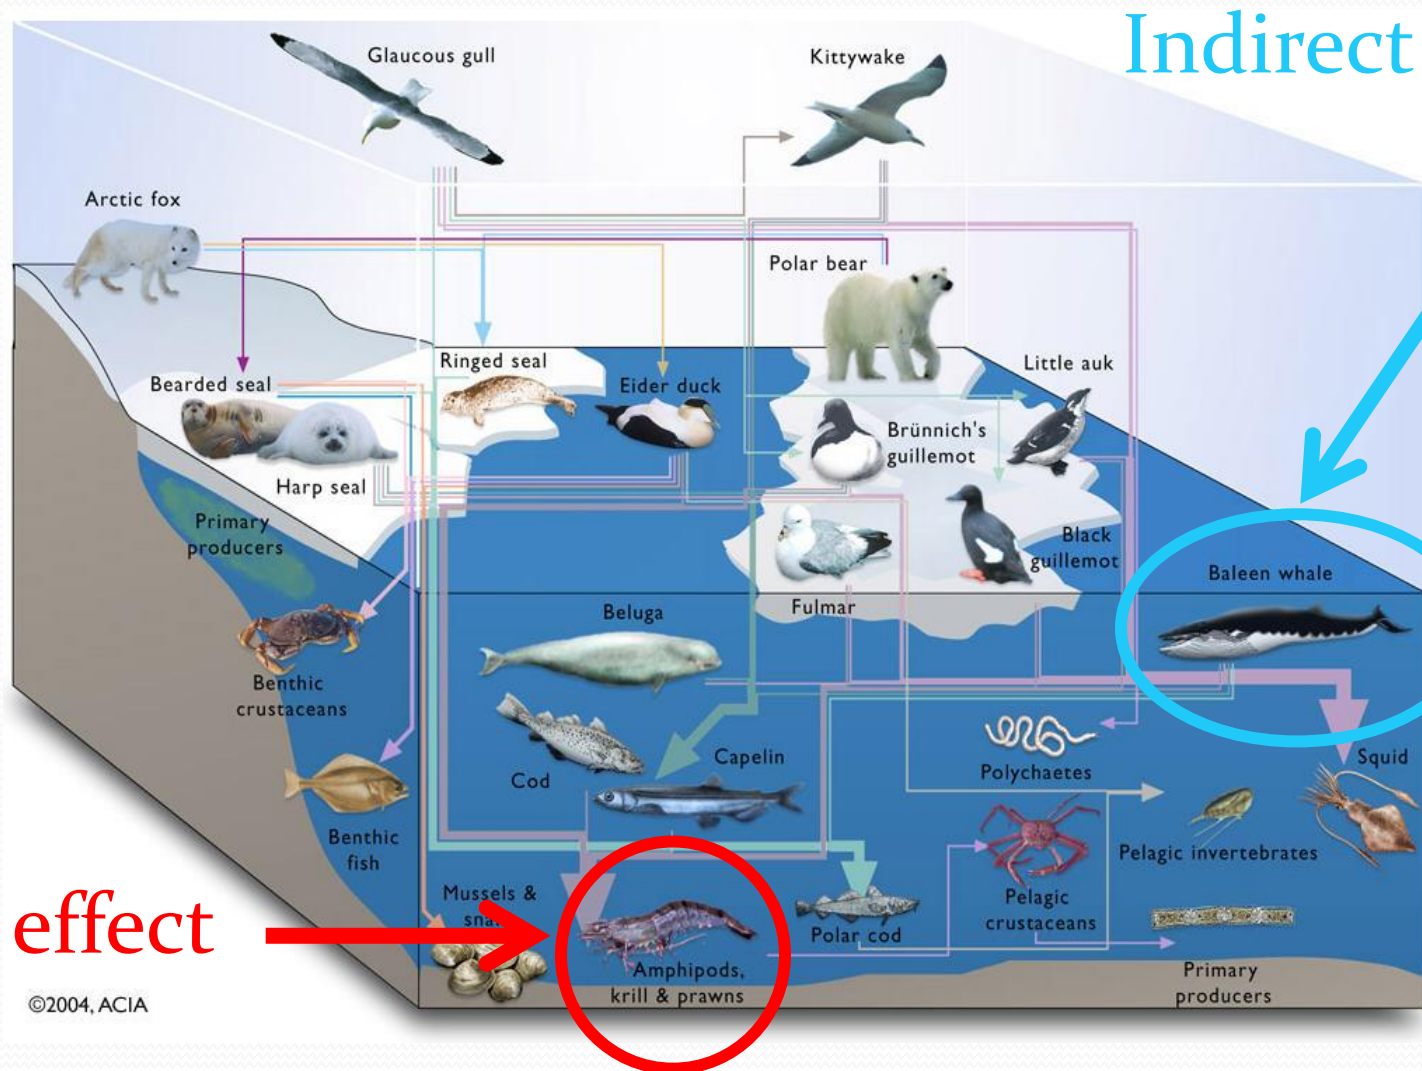 Indirect
Glaucous gull
Kittywake
Arctic fox
Polar bear
Ringed seal
Little auk
Bearded seal
Eider duck
Brünnich's
guillemot
Harp seal
Primary
producers
Black
guillemot
Baleen whale
Beluga
Fulmar
Benthic
crustaceans
Cod
Capelin
Polychaetes
Squid
Benthic
fish
Pelagic invertebrates
effect
Mussels &
Pelagic
crustaceans
Polar cod
Amphipods,
krill & prawns
Primary
producers
©2004, ACIA